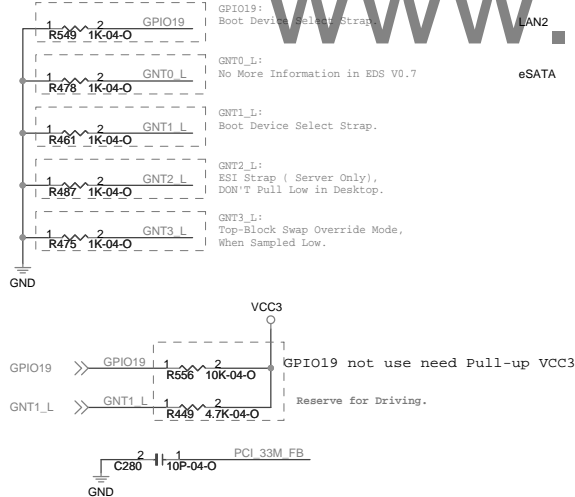 GPIO19:
1 2 GPIO19 Boot Device Select Strap. www. LAN2
R549 1K-04-O
GNT0_L:
1 2 GNT0_L No More Information in EDS V0.7 eSATA
R478 1K-04-O
GNT1_L:
1 2 GNT1_L Boot Device Select Strap.
R461 1K-04-O
GNT2_L:
1 2 GNT2_L ESI Strap ( Server Only),
R487 1K-04-O DON'T Pull Low in Desktop.
GNT3_L:
1 2 GNT3_L Top-Block Swap Override Mode,
R475 1K-04-O When Sampled Low.
GND
VCC3
GPIO19 GPIO19 1 2 GPIO19 not use need Pull-up VCC3
R556 10K-04-O
GNT1_L GNT1_L 1 2 Reserve for Driving.
R449 4.7K-04-O
2 1 PCI_33M_FB
C280 10P-04-O
GND